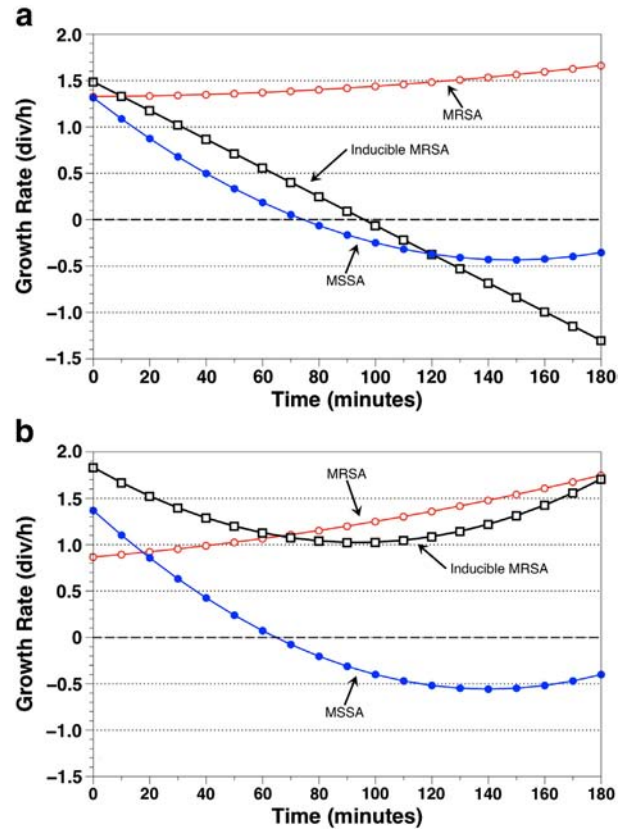 a
2.0
1.5
1.0
0.5
0
−0.5
−1.0
−1.5
Growth Rate (div/h)
MRSA
Inducible MRSA
MSSA
0 20 40 60 80 100 120 140 160 180
Time (minutes)
b
2.0
1.5
1.0
0.5
0
−0.5
−1.0
−1.5
Growth Rate (div/h)
MRSA
Inducible MRSA
MSSA
0 20 40 60 80 100 120 140 160 180
Time (minutes)